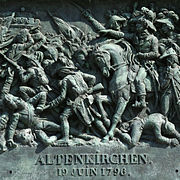 ALTENKIRCHEN.
19 JUIN 1796.